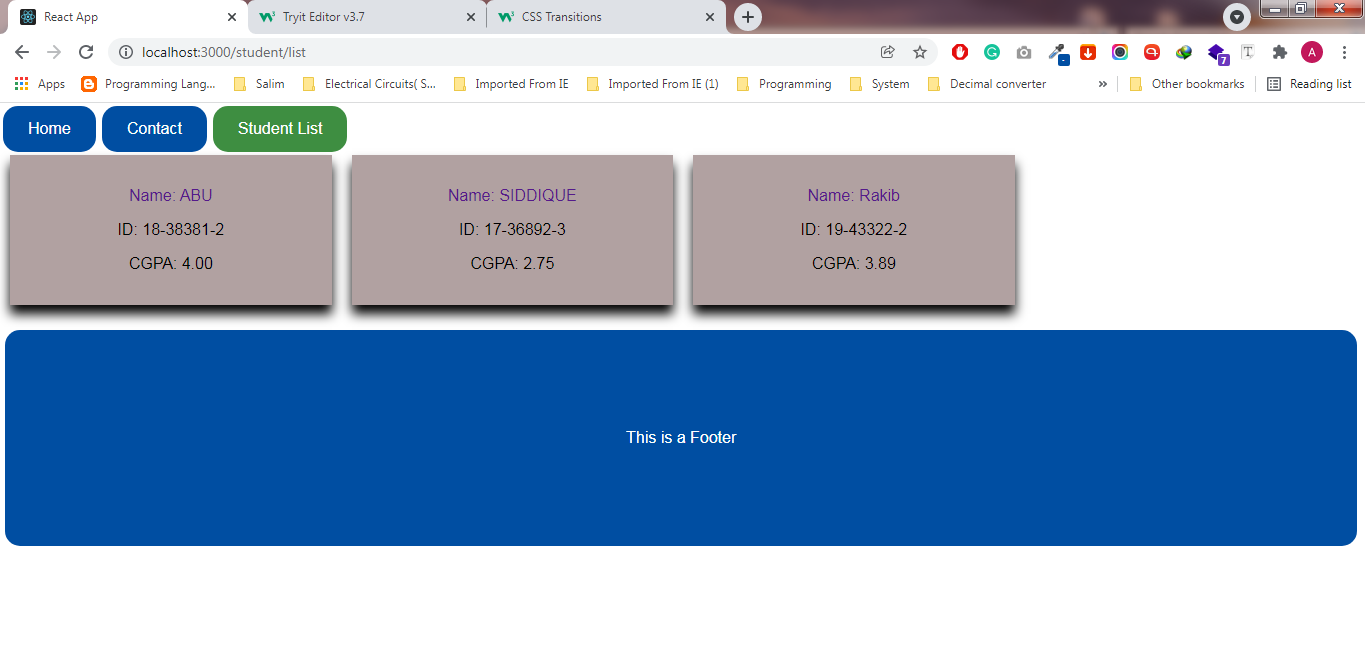 React App
Tryit Editor v3.7
CSS Transitions
localhost:3000/student/list
7
T
A
Apps
Programming Lang...
Salim
Electrical Circuits( S...
Imported From IE
Imported From IE (1)
Programming
System
Decimal converter
»
Other bookmarks
Reading list
Home
Contact
Student List
Name: ABU
ID: 18-38381-2
CGPA: 4.00
Name: SIDDIQUE
ID: 17-36892-3
CGPA: 2.75
Name: Rakib
ID: 19-43322-2
CGPA: 3.89
This is a Footer